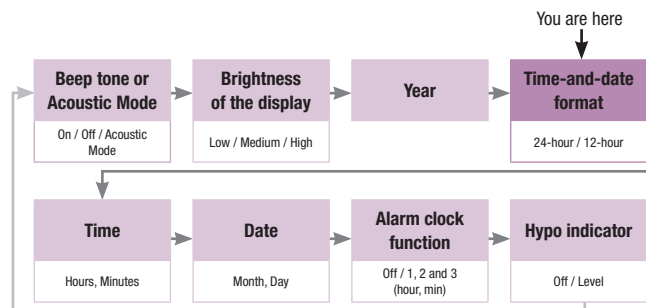 You are here
Beep tone or
Acoustic Mode
On / Off / Acoustic
Mode
Brightness
of the display
Low / Medium / High
Year
Time-and-date
format
24-hour / 12-hour
Time
Hours, Minutes
Date
Month, Day
Alarm clock
function
Off / 1, 2 and 3
(hour, min)
Hypo indicator
Off / Level